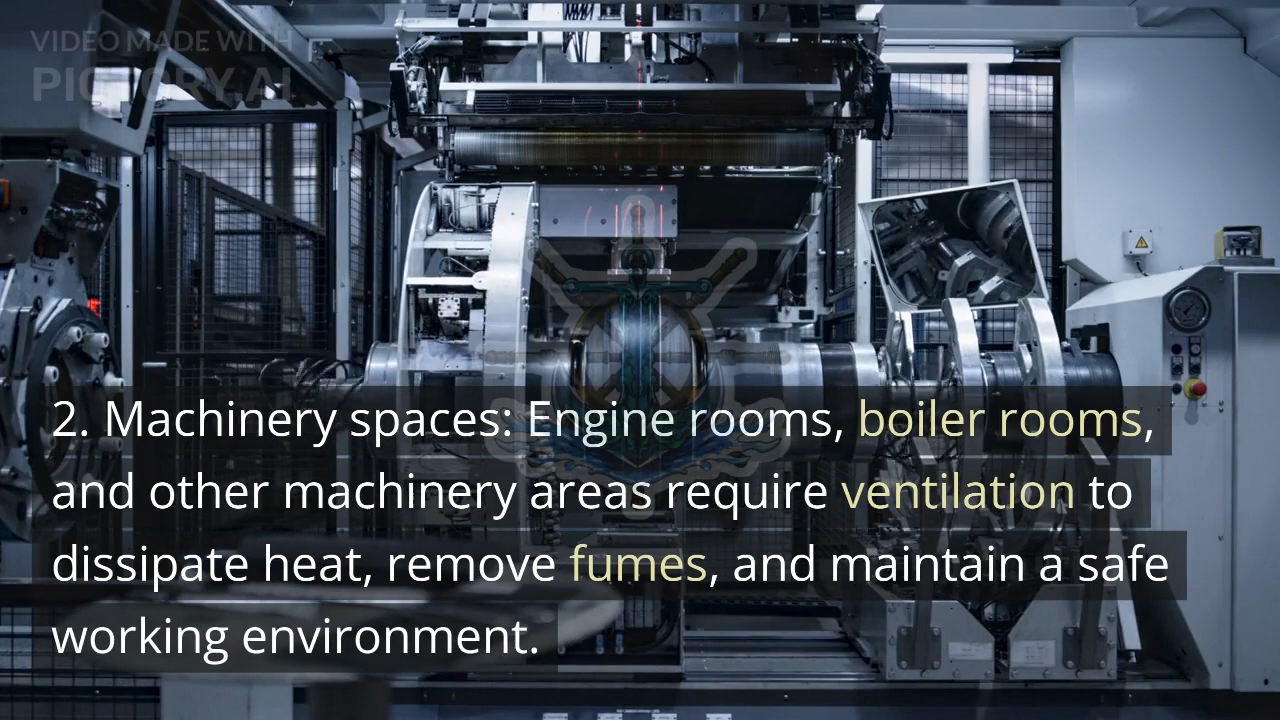 VIDEO MADE WITH
PICTORY.AI
2. Machinery spaces: Engine rooms, boiler rooms,
and other machinery areas require ventilation to
dissipate heat, remove fumes, and maintain a safe
working environment.